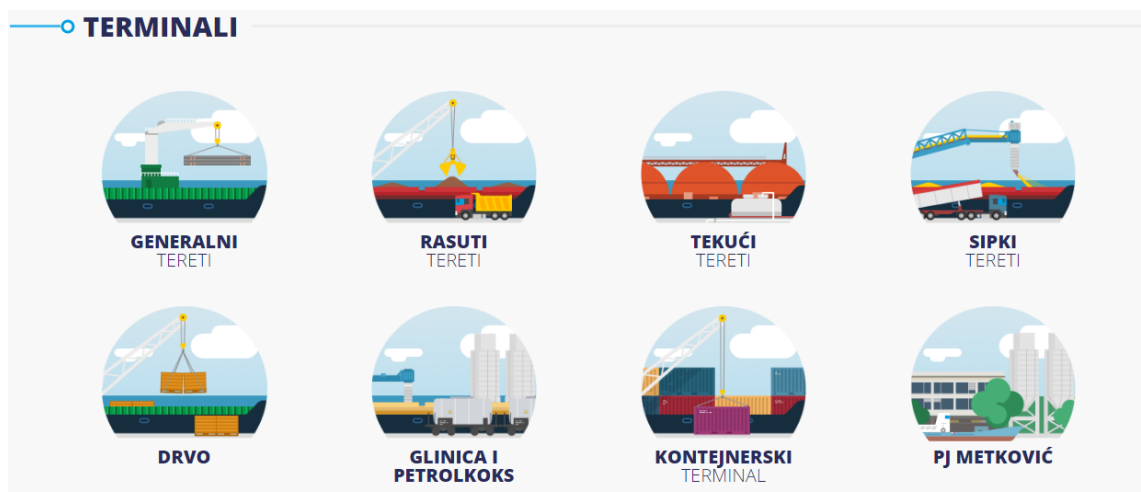 TERMINALI
GENERALNI
TERETI
RASUTI
TERETI
TEKUĆI
TERETI
SIPKI
TERETI
DRVO
GLINICA I
PETROLKOKS
KONTEJNERSKI
TERMINAL
PJ METKOVIĆ